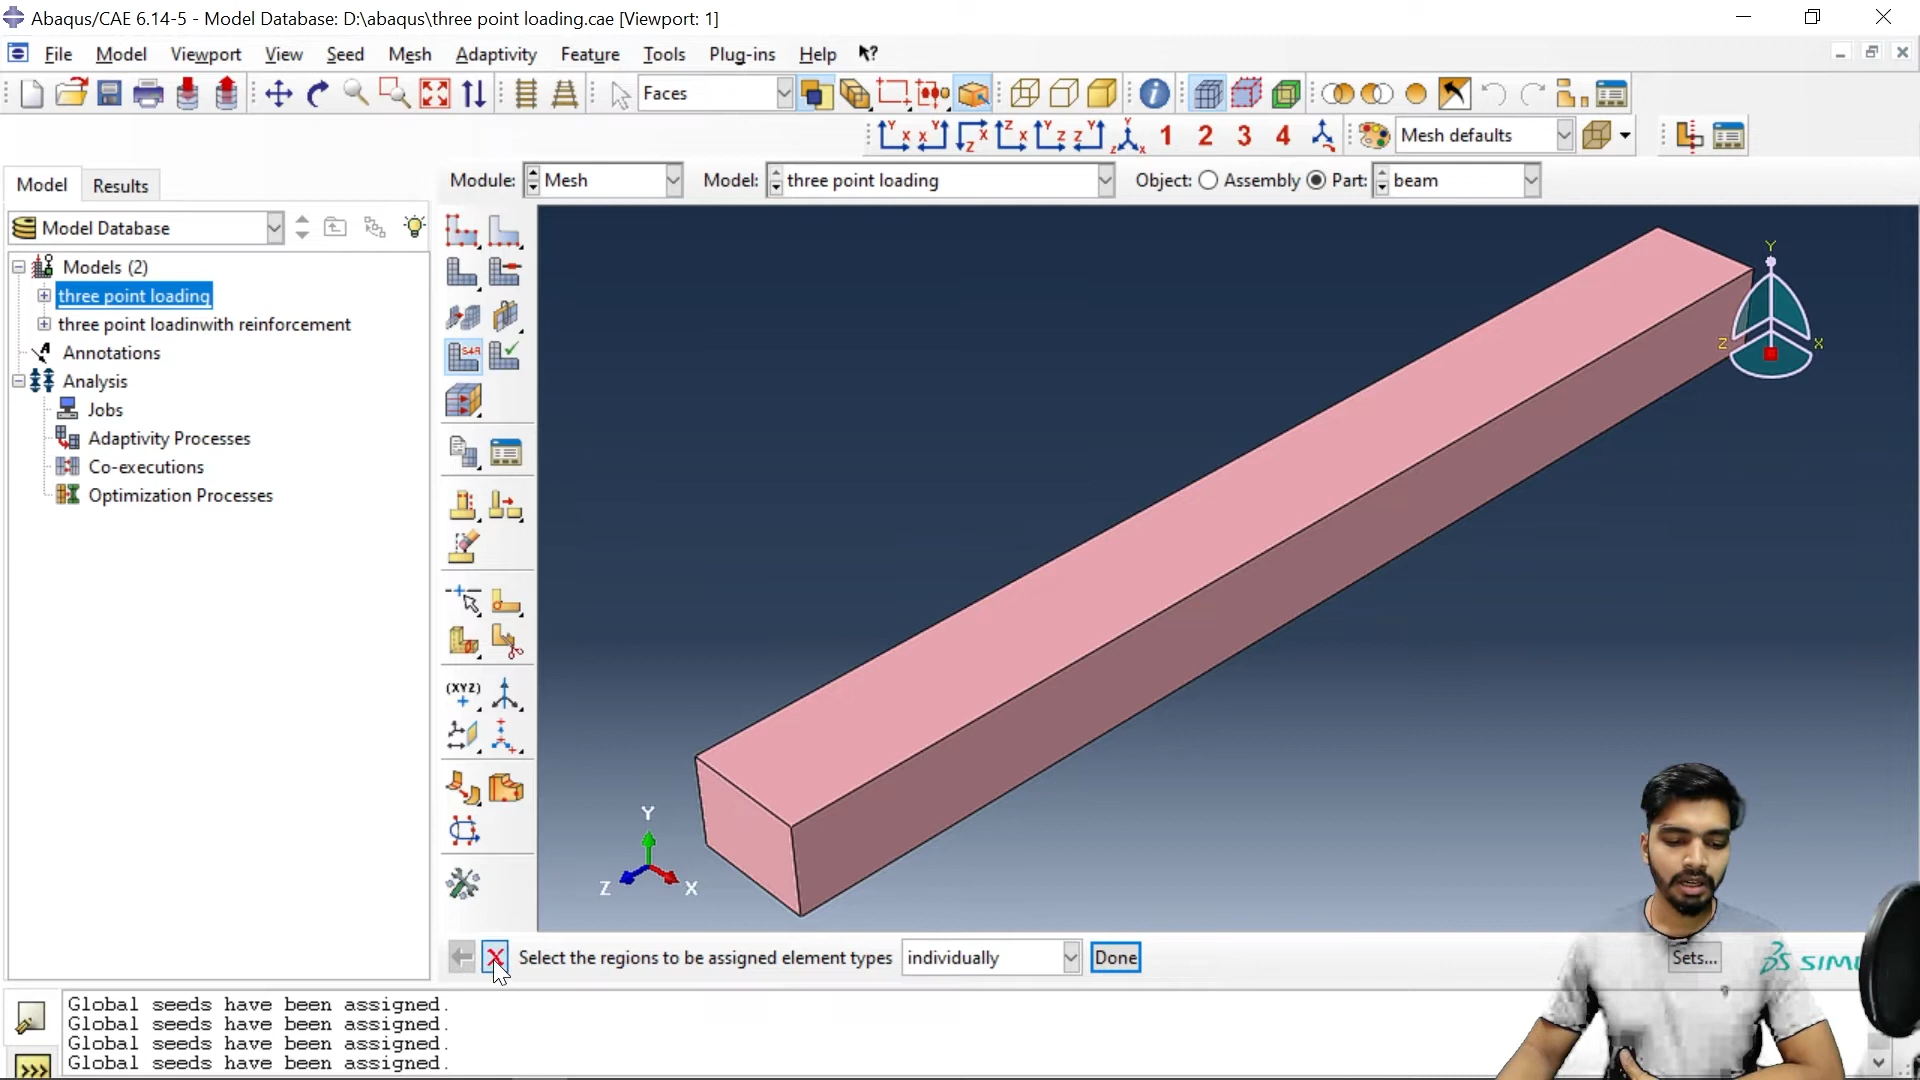 Abaqus/CAE 6.14-5 - Model Database: D:\abaqus\three point loading.cae [Viewport: 1]
File Model Viewport View Seed Mesh Adaptivity Feature Tools Plug-ins Help
Faces
1 2 3 4 Mesh defaults
Model Results
Module: Mesh Model: three point loading Object: Assembly Part: beam
Model Database
Models (2)
three point loading
three point loadinwith reinforcement
Annotations
Analysis
Jobs
Adaptivity Processes
Co-executions
Optimization Processes
(XYZ)
Y
Z X
Y
Z X
Select the regions to be assigned element types individually Done Sets...
Global seeds have been assigned.
Global seeds have been assigned.
Global seeds have been assigned.
Global seeds have been assigned.